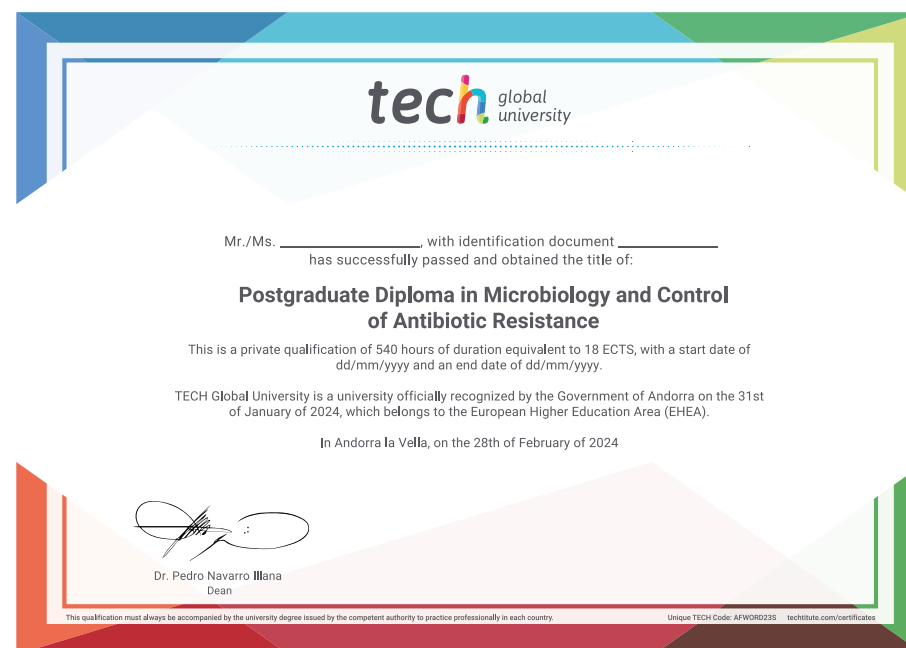 tech global university
Mr./Ms. ____________________, with identification document ______________
has successfully passed and obtained the title of:
Postgraduate Diploma in Microbiology and Control
of Antibiotic Resistance
This is a private qualification of 540 hours of duration equivalent to 18 ECTS, with a start date of
dd/mm/yyyy and an end date of dd/mm/yyyy.
TECH Global University is a university officially recognized by the Government of Andorra on the 31st
of January of 2024, which belongs to the European Higher Education Area (EHEA).
In Andorra la Vella, on the 28th of February of 2024
Dr. Pedro Navarro Illana
Dean
This qualification must always be accompanied by the university degree issued by the competent authority to practice professionally in each country.
Unique TECH Code: AFWORD23S techtitute.com/certificates